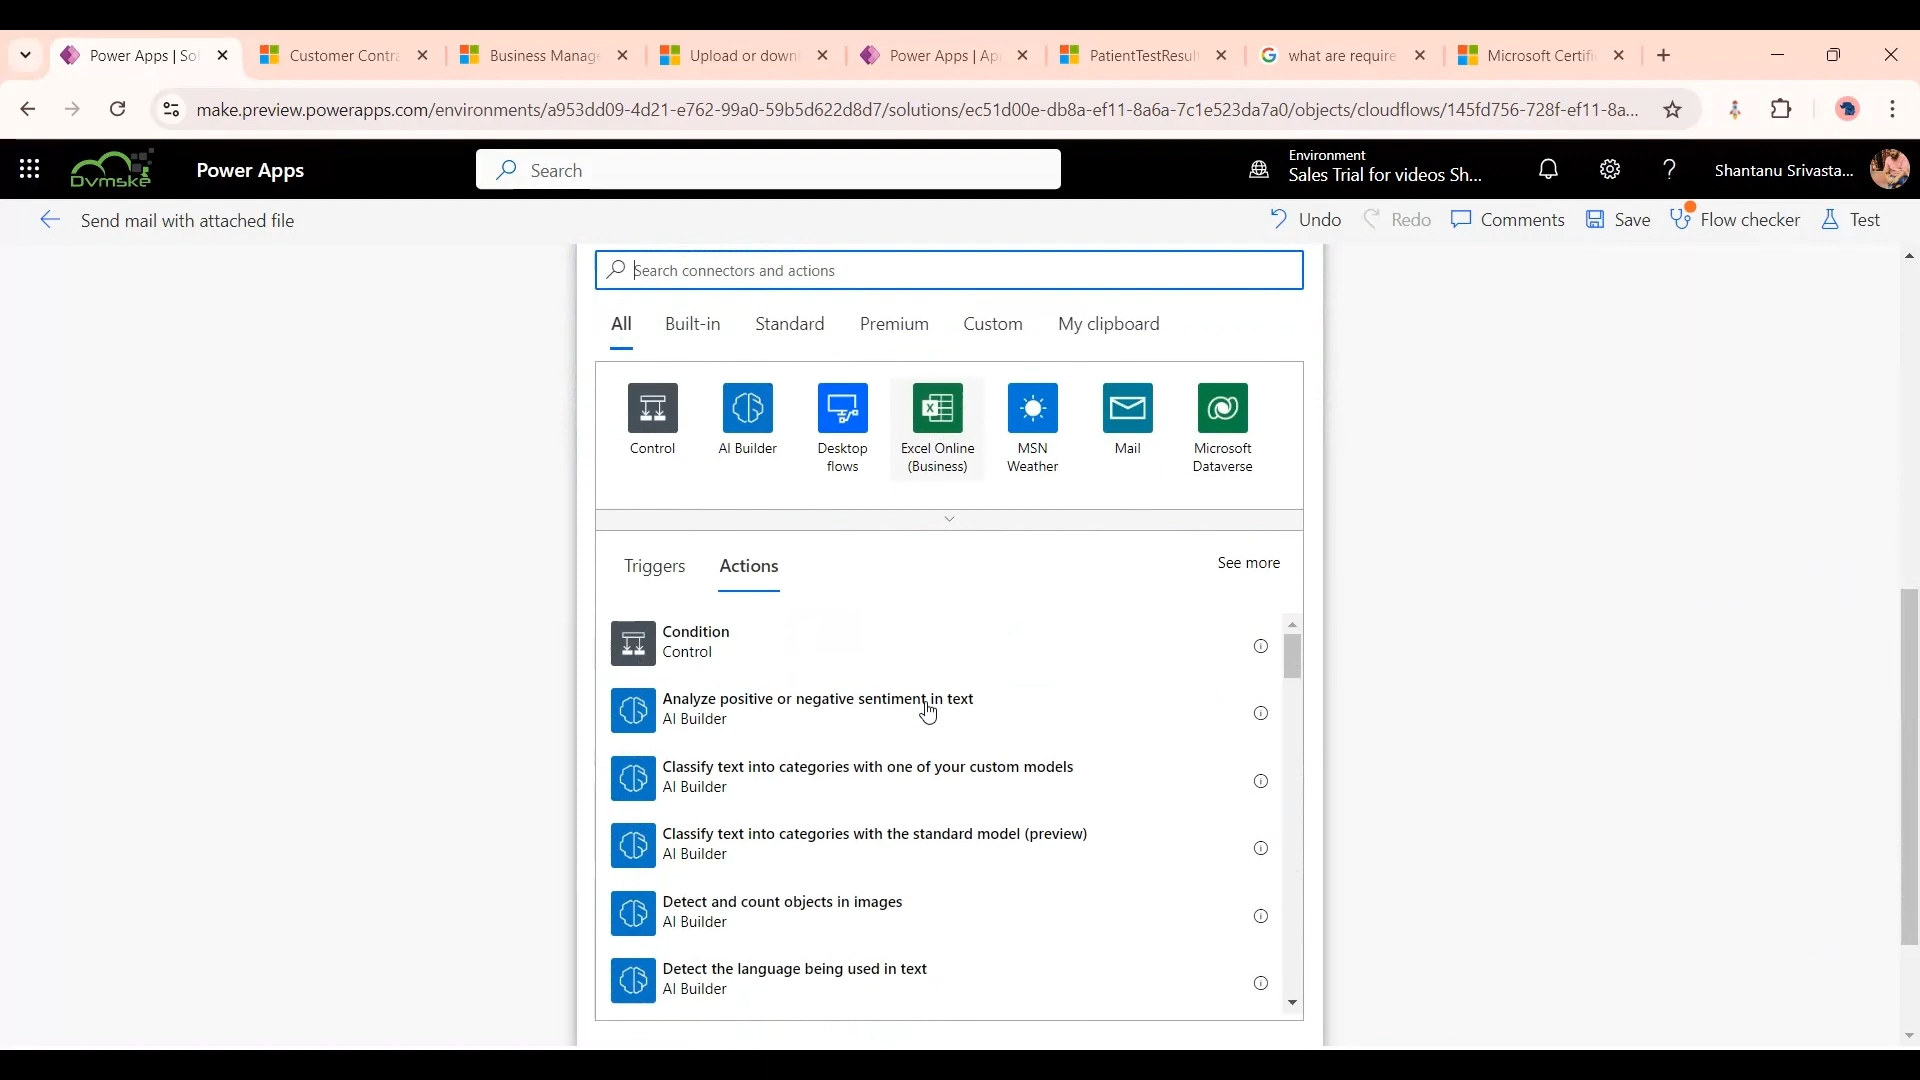 Power Apps | Sol
Customer Contra
Business Manage
Upload or downl
Power Apps | Ap
PatientTestResult
what are require
Microsoft Certifi
make.preview.powerapps.com/environments/a953dd09-4d21-e762-99a0-59b5d622d8d7/solutions/ec51d00e-db8a-ef11-8a6a-7c1e523da7a0/objects/cloudflows/145fd756-728f-ef11-8a...
Dvmske
Power Apps
Search
Environment
Sales Trial for videos Sh...
Shantanu Srivasta...
Send mail with attached file
Undo
Redo
Comments
Save
Flow checker
Test
Search connectors and actions
All
Built-in
Standard
Premium
Custom
My clipboard
Control
AI Builder
Desktop
flows
Excel Online
(Business)
MSN
Weather
Mail
Microsoft
Dataverse
Triggers
Actions
See more
Condition
Control
Analyze positive or negative sentiment in text
AI Builder
Classify text into categories with one of your custom models
AI Builder
Classify text into categories with the standard model (preview)
AI Builder
Detect and count objects in images
AI Builder
Detect the language being used in text
AI Builder